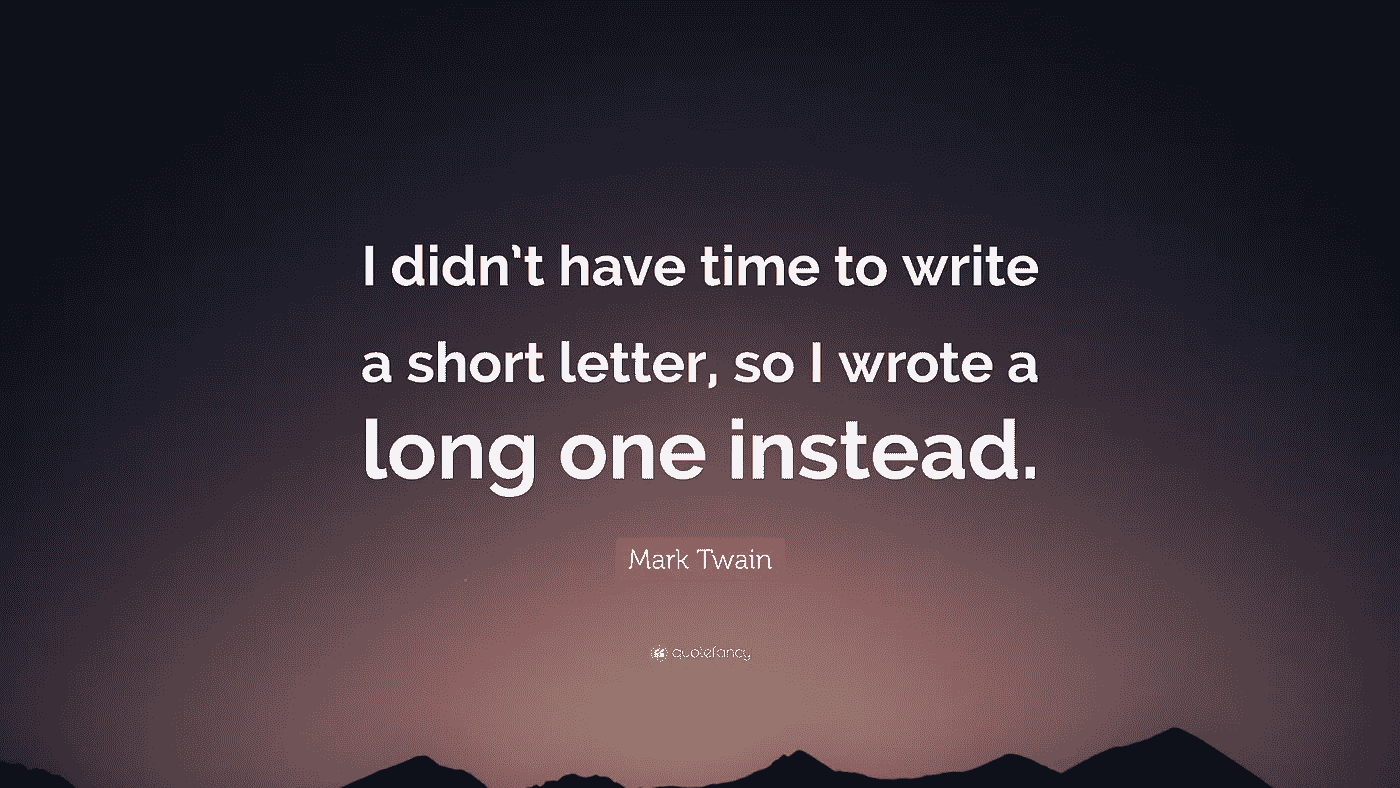 I didn’t have time to write
a short letter, so I wrote a
long one instead.
Mark Twain
quotefancy